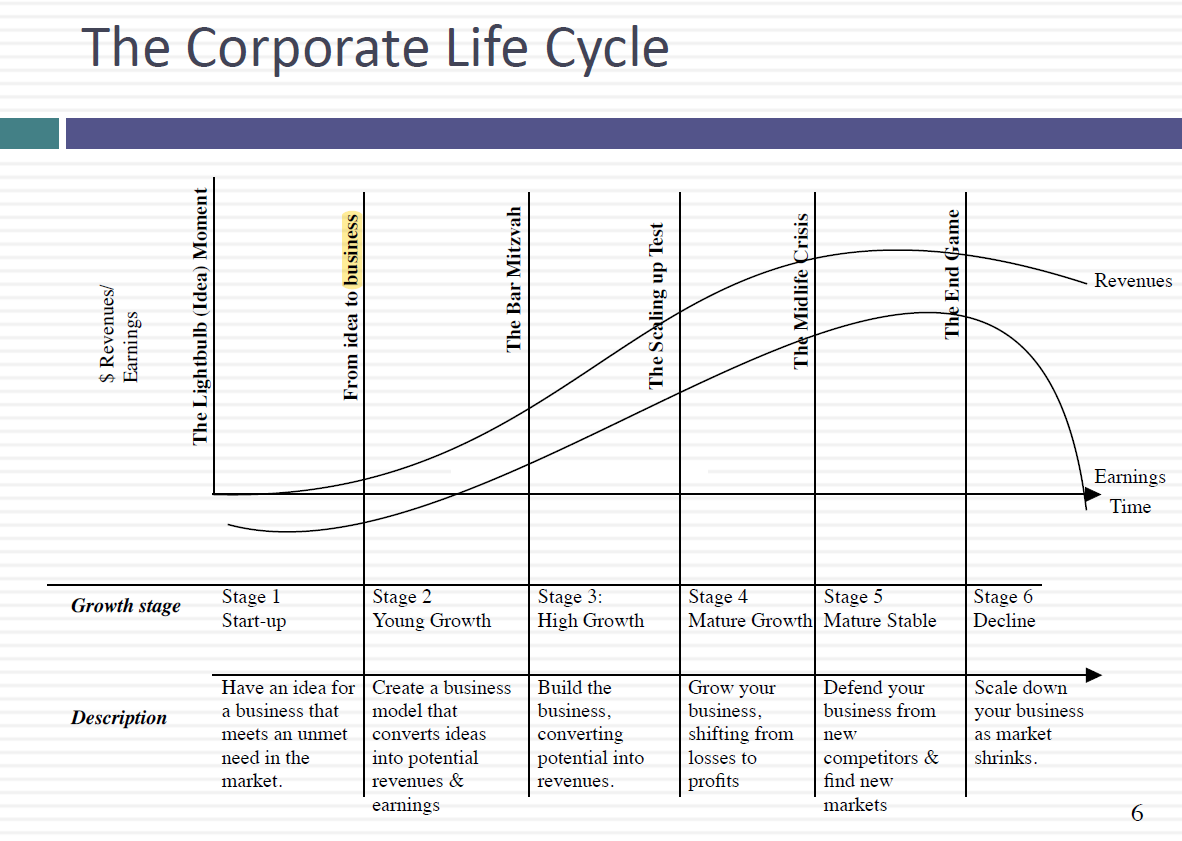 The Corporate Life Cycle
$ Revenues/
Earnings
The Lightbulb (Idea) Moment
From idea to business
The Bar Mitzvah
The Scaling up Test
The Midlife Crisis
The End Game
Revenues
Earnings
Time
Growth stage
Stage 1
Start-up
Stage 2
Young Growth
Stage 3:
High Growth
Stage 4
Mature Growth
Stage 5
Mature Stable
Stage 6
Decline
Description
Have an idea for
a business that
meets an unmet
need in the
market.
Create a business
model that
converts ideas
into potential
revenues &
earnings
Build the
business,
converting
potential into
revenues.
Grow your
business,
shifting from
losses to
profits
Defend your
business from
new
competitors &
find new
markets
Scale down
your business
as market
shrinks.
6